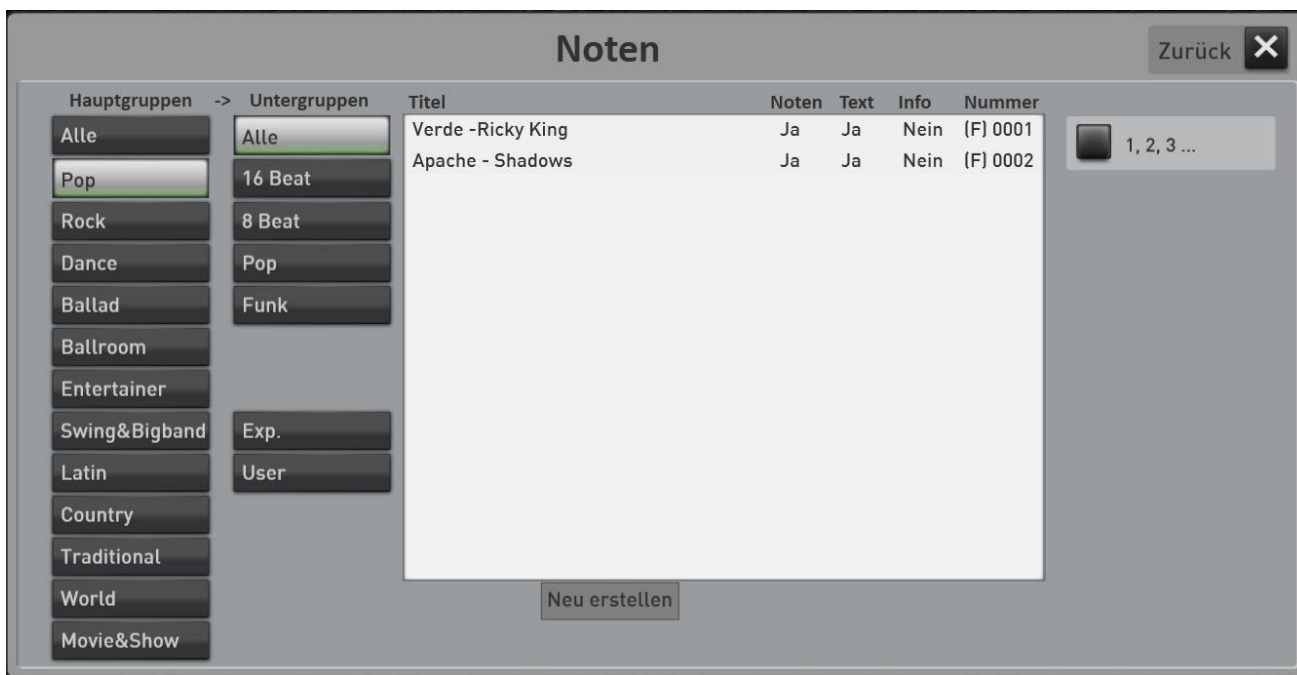 Noten
Zurück
Hauptgruppen -> Untergruppen
Titel Noten Text Info Nummer
Alle
Pop
Rock
Dance
Ballad
Ballroom
Entertainer
Swing&Bigband
Latin
Country
Traditional
World
Movie&Show
Alle
16 Beat
8 Beat
Pop
Funk
Exp.
User
Verde -Ricky King Ja Ja Nein (F) 0001
Apache - Shadows Ja Ja Nein (F) 0002
1, 2, 3 ...
Neu erstellen